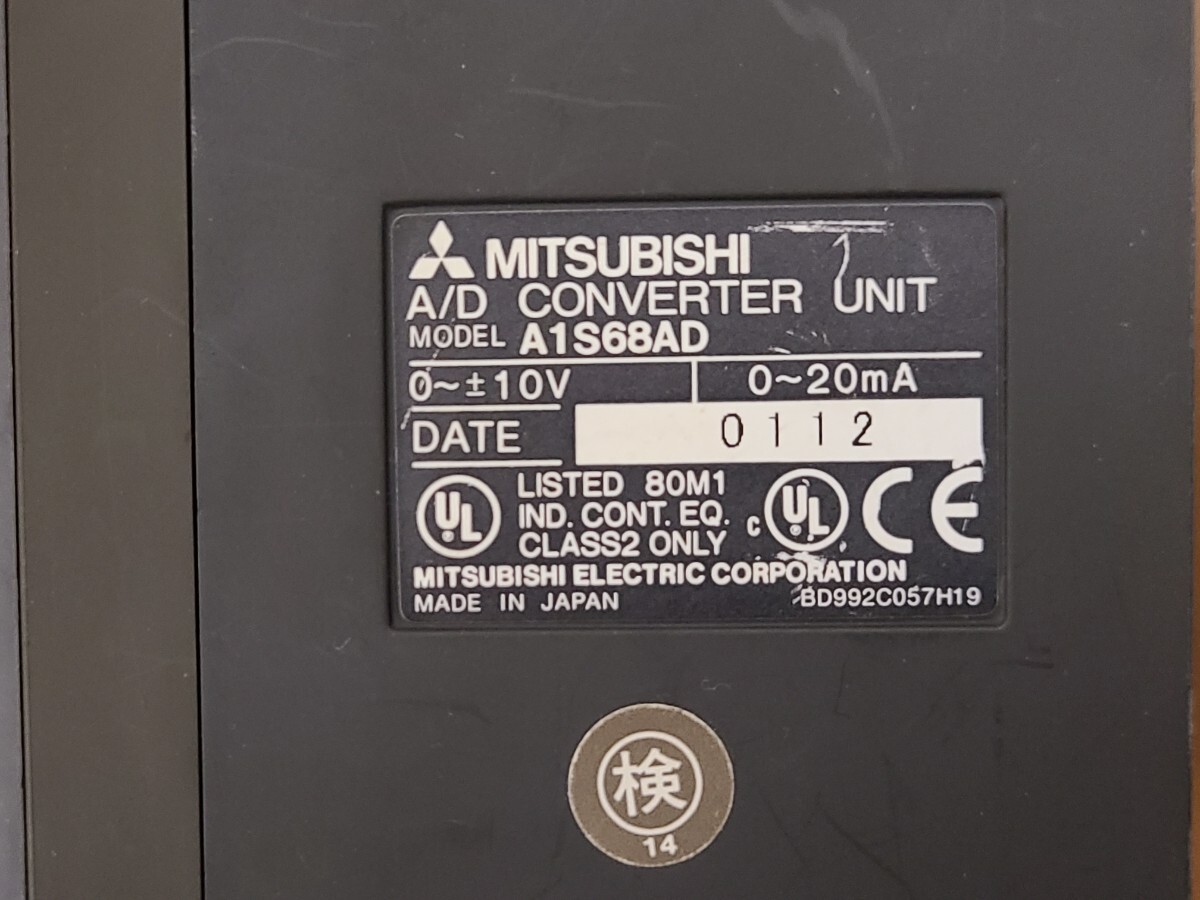 MITSUBISHI
A/D CONVERTER UNIT
MODEL A1S68AD
0~±10V 0~20mA
DATE 0112
UL LISTED 80M1 c UL CE
IND. CONT. EQ.
CLASS2 ONLY
MITSUBISHI ELECTRIC CORPORATION
MADE IN JAPAN BD992C057H19
検
14